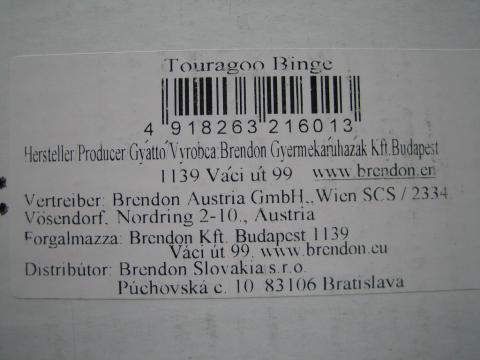 Touragoo Binge
4 918263 216013
Hersteller Producer Gyártó Vyrobca:Brendon Gyermekáruházak Kft.Budapest
1139 Váci út 99 www.brendon.eu
Vertreiber: Brendon Austria GmbH., Wien SCS / 2334
Vösendorf, Nordring 2-10., Austria
Forgalmazza: Brendon Kft. Budapest 1139
Váci út 99. www.brendon.eu
Distribútor: Brendon Slovakia s.r.o.
Púchovská c. 10 83106 Bratislava